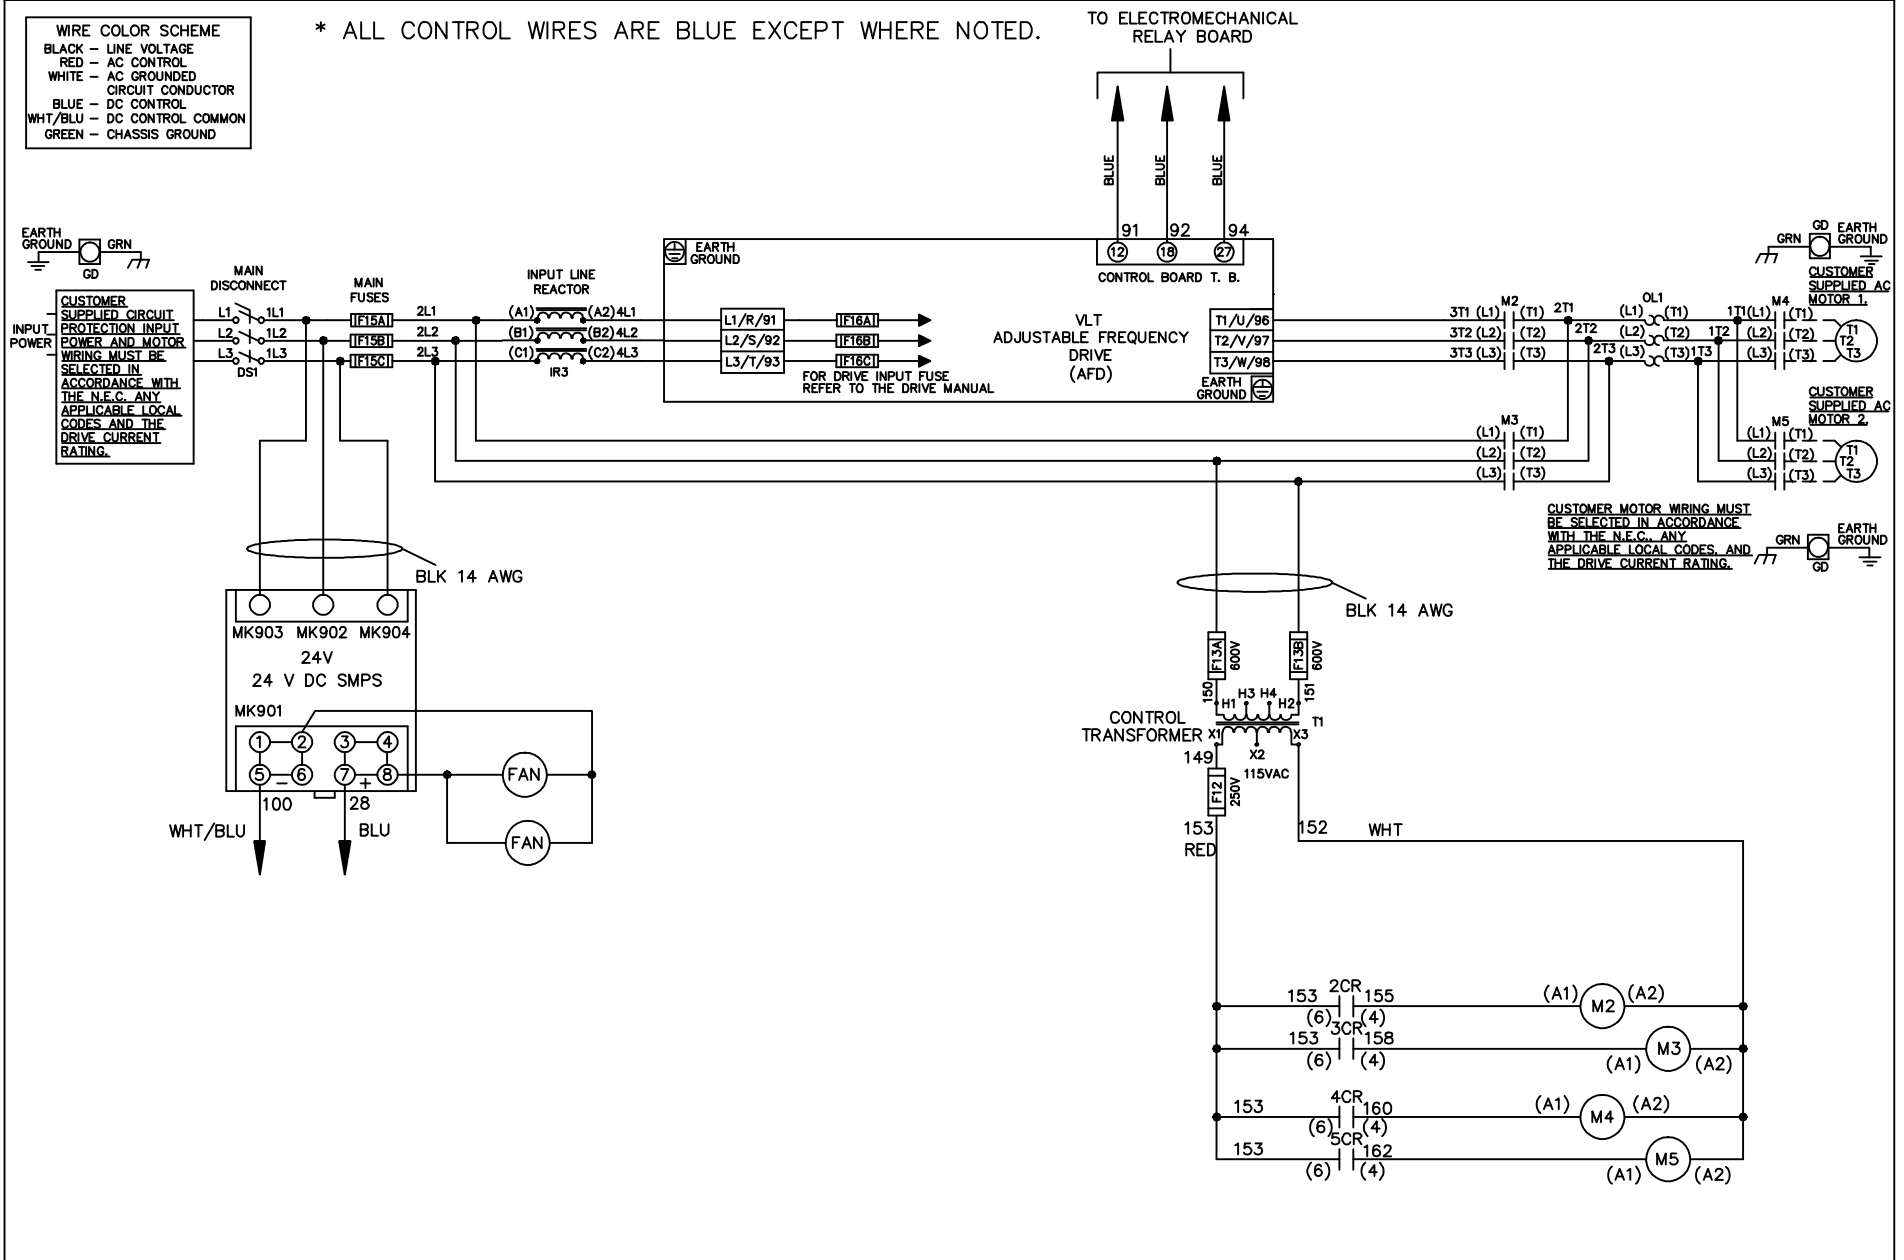 WIRE COLOR SCHEME
BLACK – LINE VOLTAGE
RED – AC CONTROL
WHITE – AC GROUNDED
CIRCUIT CONDUCTOR
BLUE – DC CONTROL
WHT/BLU – DC CONTROL COMMON
GREEN – CHASSIS GROUND
* ALL CONTROL WIRES ARE BLUE EXCEPT WHERE NOTED.
TO ELECTROMECHANICAL
RELAY BOARD
BLUE BLUE BLUE
91 92 94
12 18 27
CONTROL BOARD T. B.
EARTH
GROUND
GRN
GD
CUSTOMER
SUPPLIED CIRCUIT
PROTECTION INPUT
POWER AND MOTOR
WIRING MUST BE
SELECTED IN
ACCORDANCE WITH
THE N.E.C. ANY
APPLICABLE LOCAL
CODES AND THE
DRIVE CURRENT
RATING.
INPUT
POWER
MAIN
DISCONNECT
L1 1L1
L2 1L2
L3 1L3
DS1
MAIN
FUSES
F15A
F15B
F15C
2L1
2L2
2L3
INPUT LINE
REACTOR
(A1) (A2) 4L1
(B1) (B2) 4L2
(C1) (C2) 4L3
IR3
EARTH
GROUND
L1/R/91
L2/S/92
L3/T/93
F16A
F16B
F16C
FOR DRIVE INPUT FUSE
REFER TO THE DRIVE MANUAL
VLT
ADJUSTABLE FREQUENCY
DRIVE
(AFD)
T1/U/96
T2/V/97
T3/W/98
EARTH
GROUND
M2
3T1 (L1) (T1) 2T1
3T2 (L2) (T2) 2T2
3T3 (L3) (T3) 2T3
OL1
(L1) (T1) 1T1
(L2) (T2) 1T2
(L3) (T3) 1T3
M4
(L1) (T1)
(L2) (T2)
(L3) (T3)
T1
T2
T3
GD
EARTH
GROUND
GRN
CUSTOMER
SUPPLIED AC
MOTOR 1.
M3
(L1) (T1)
(L2) (T2)
(L3) (T3)
M5
(L1) (T1)
(L2) (T2)
(L3) (T3)
T1
T2
T3
CUSTOMER
SUPPLIED AC
MOTOR 2.
CUSTOMER MOTOR WIRING MUST
BE SELECTED IN ACCORDANCE
WITH THE N.E.C., ANY
APPLICABLE LOCAL CODES, AND
THE DRIVE CURRENT RATING.
GRN
EARTH
GROUND
GD
BLK 14 AWG
MK903 MK902 MK904
24V
24 V DC SMPS
MK901
1 2 3 4
5 – 6 7 + 8
100 28
WHT/BLU BLU
FAN
FAN
BLK 14 AWG
F13A 600V
F13B 600V
150 151
H1 H3 H4 H2
T1
CONTROL
TRANSFORMER
X1 X2 X3
149
115VAC
F12 250V
153
RED
152 WHT
153 2CR 155 (A1) M2 (A2)
(6) (4)
153 3CR 158 M3
(6) (4) (A1) (A2)
153 4CR 160 (A1) M4 (A2)
(6) (4)
153 5CR 162 M5
(6) (4) (A1) (A2)